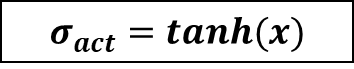 σ_act = tanh(x)